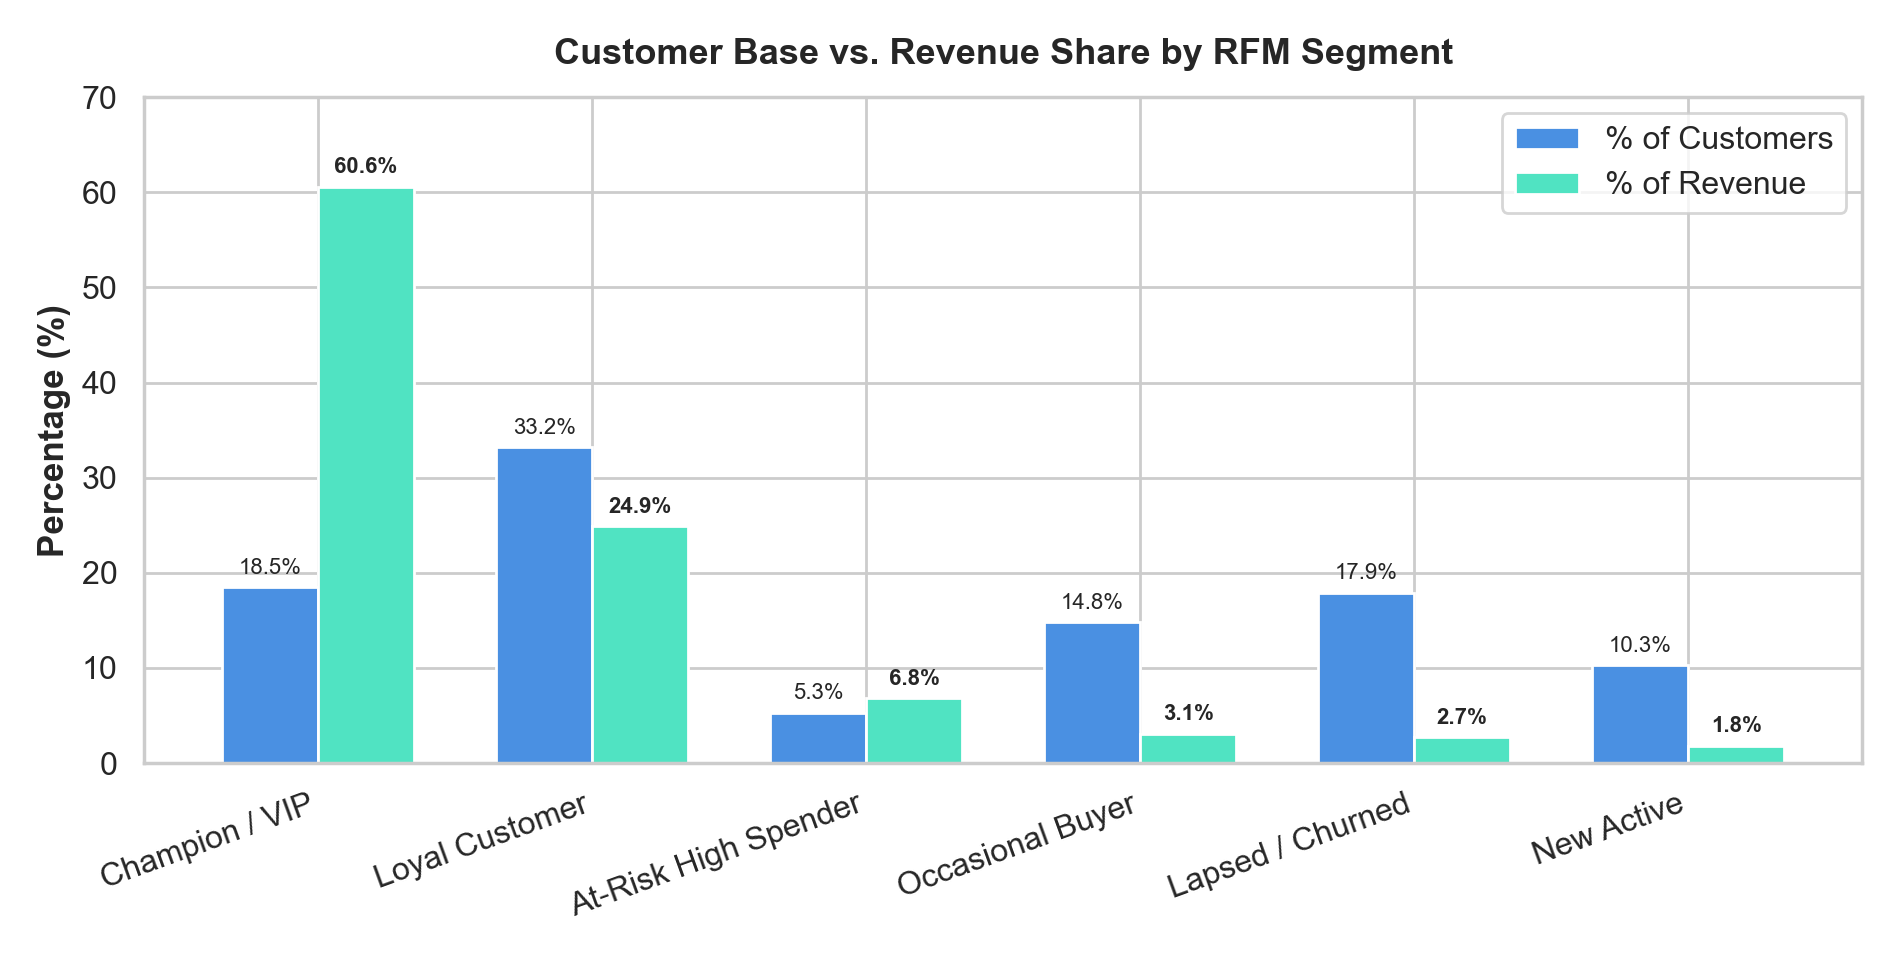 Customer Base vs. Revenue Share by RFM Segment
Percentage (%)
70
60
50
40
30
20
10
0
% of Customers
% of Revenue
18.5%
60.6%
33.2%
24.9%
5.3%
6.8%
14.8%
3.1%
17.9%
2.7%
10.3%
1.8%
Champion / VIP
Loyal Customer
At-Risk High Spender
Occasional Buyer
Lapsed / Churned
New Active